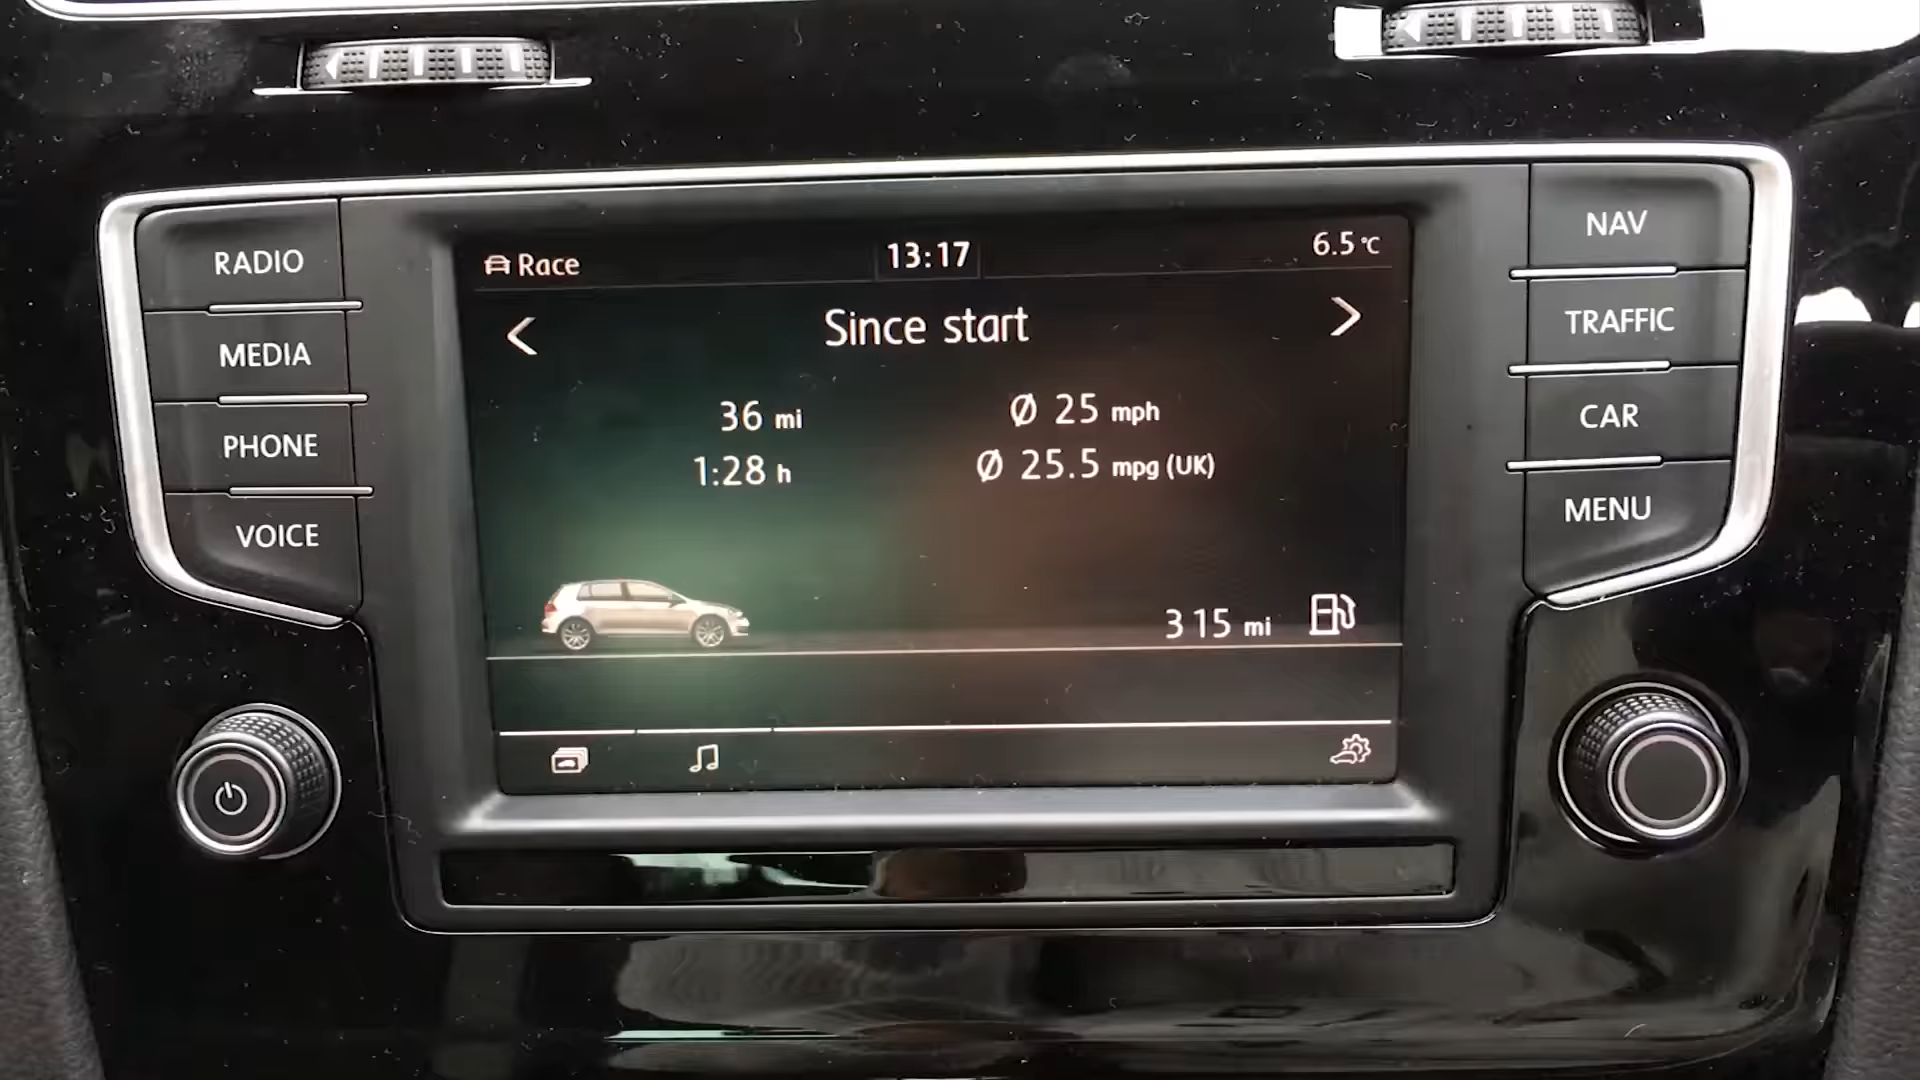 RADIO
MEDIA
PHONE
VOICE
Race
13:17
6.5 °C
Since start
36 mi
Ø 25 mph
1:28 h
Ø 25.5 mpg (UK)
315 mi
NAV
TRAFFIC
CAR
MENU